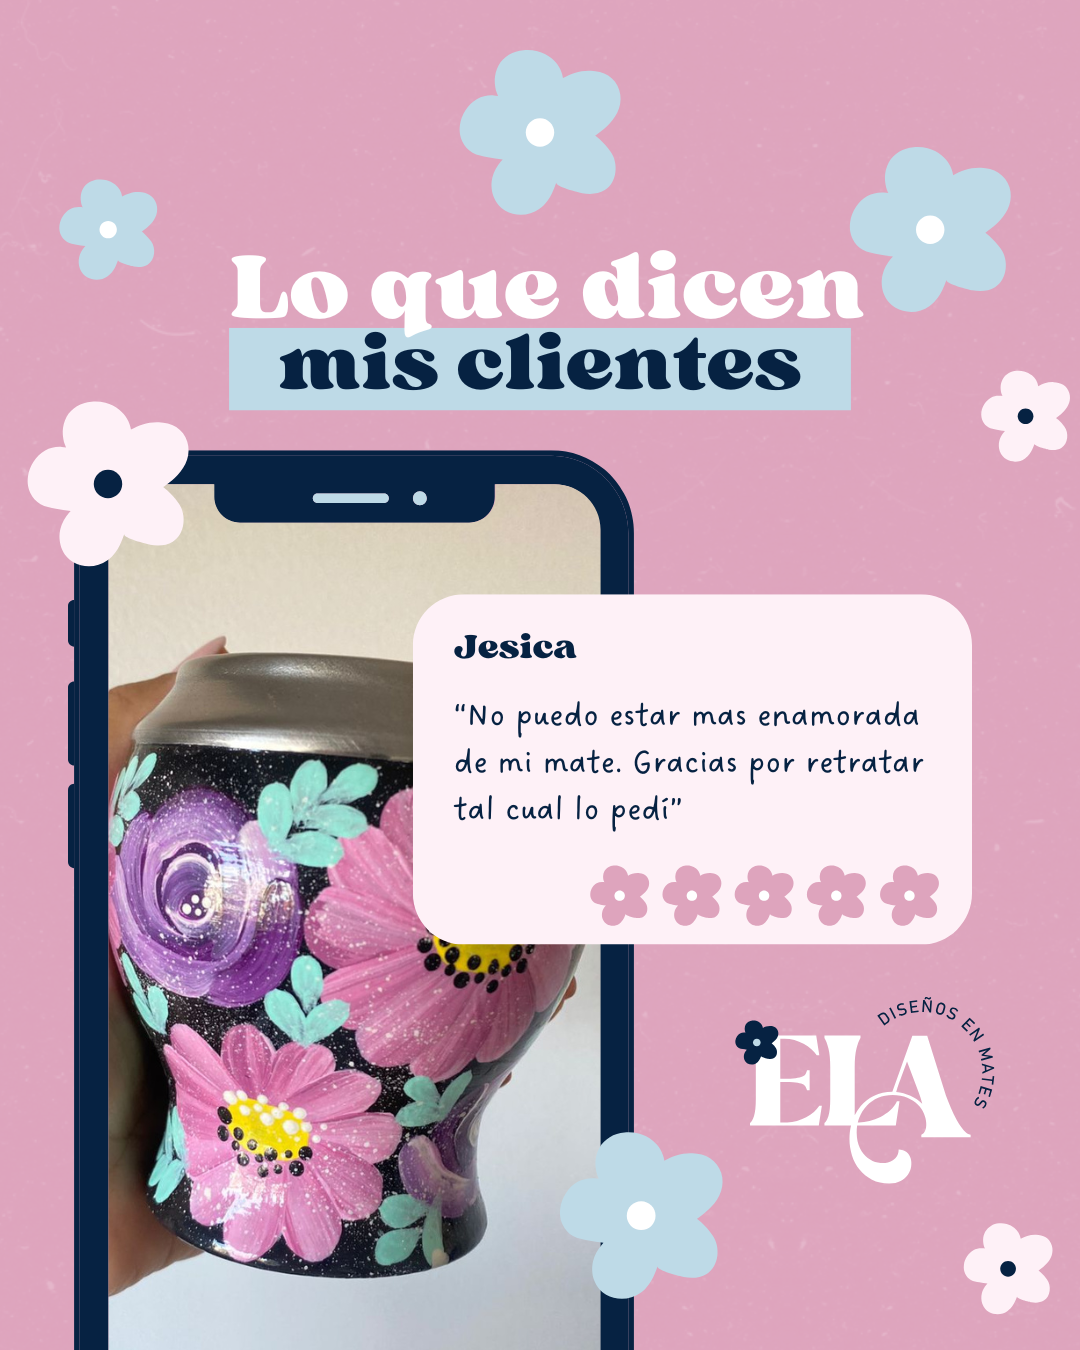 Lo que dicen
mis clientes
Jesica
“No puedo estar mas enamorada
de mi mate. Gracias por retratar
tal cual lo pedí”
DISEÑOS EN MATES
ELA